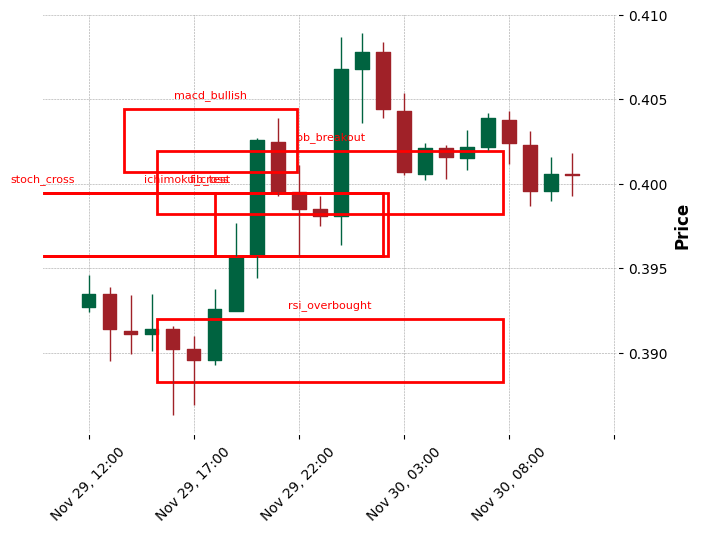 0.410
macd_bullish
0.405
bb_breakout
stoch_cross
0.400
0.395
rsi_overbought
0.390
Price
Nov 29, 12:00
Nov 29, 17:00
Nov 29, 22:00
Nov 30, 03:00
Nov 30, 08:00